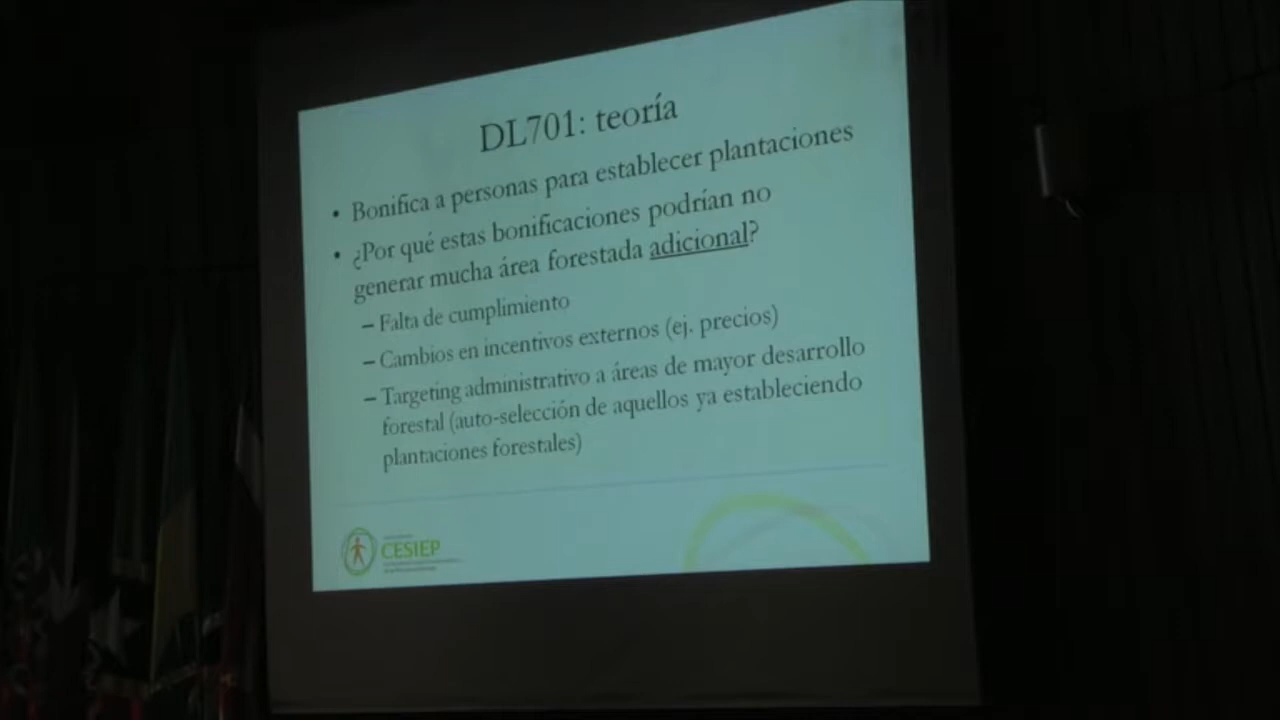 DL701: teoría
• Bonifica a personas para establecer plantaciones
• ¿Por qué estas bonificaciones podrían no
generar mucha área forestada adicional?
– Falta de cumplimiento
– Cambios en incentivos externos (ej. precios)
– Targeting administrativo a áreas de mayor desarrollo
forestal (auto-selección de aquellos ya estableciendo
plantaciones forestales)
CESIEP